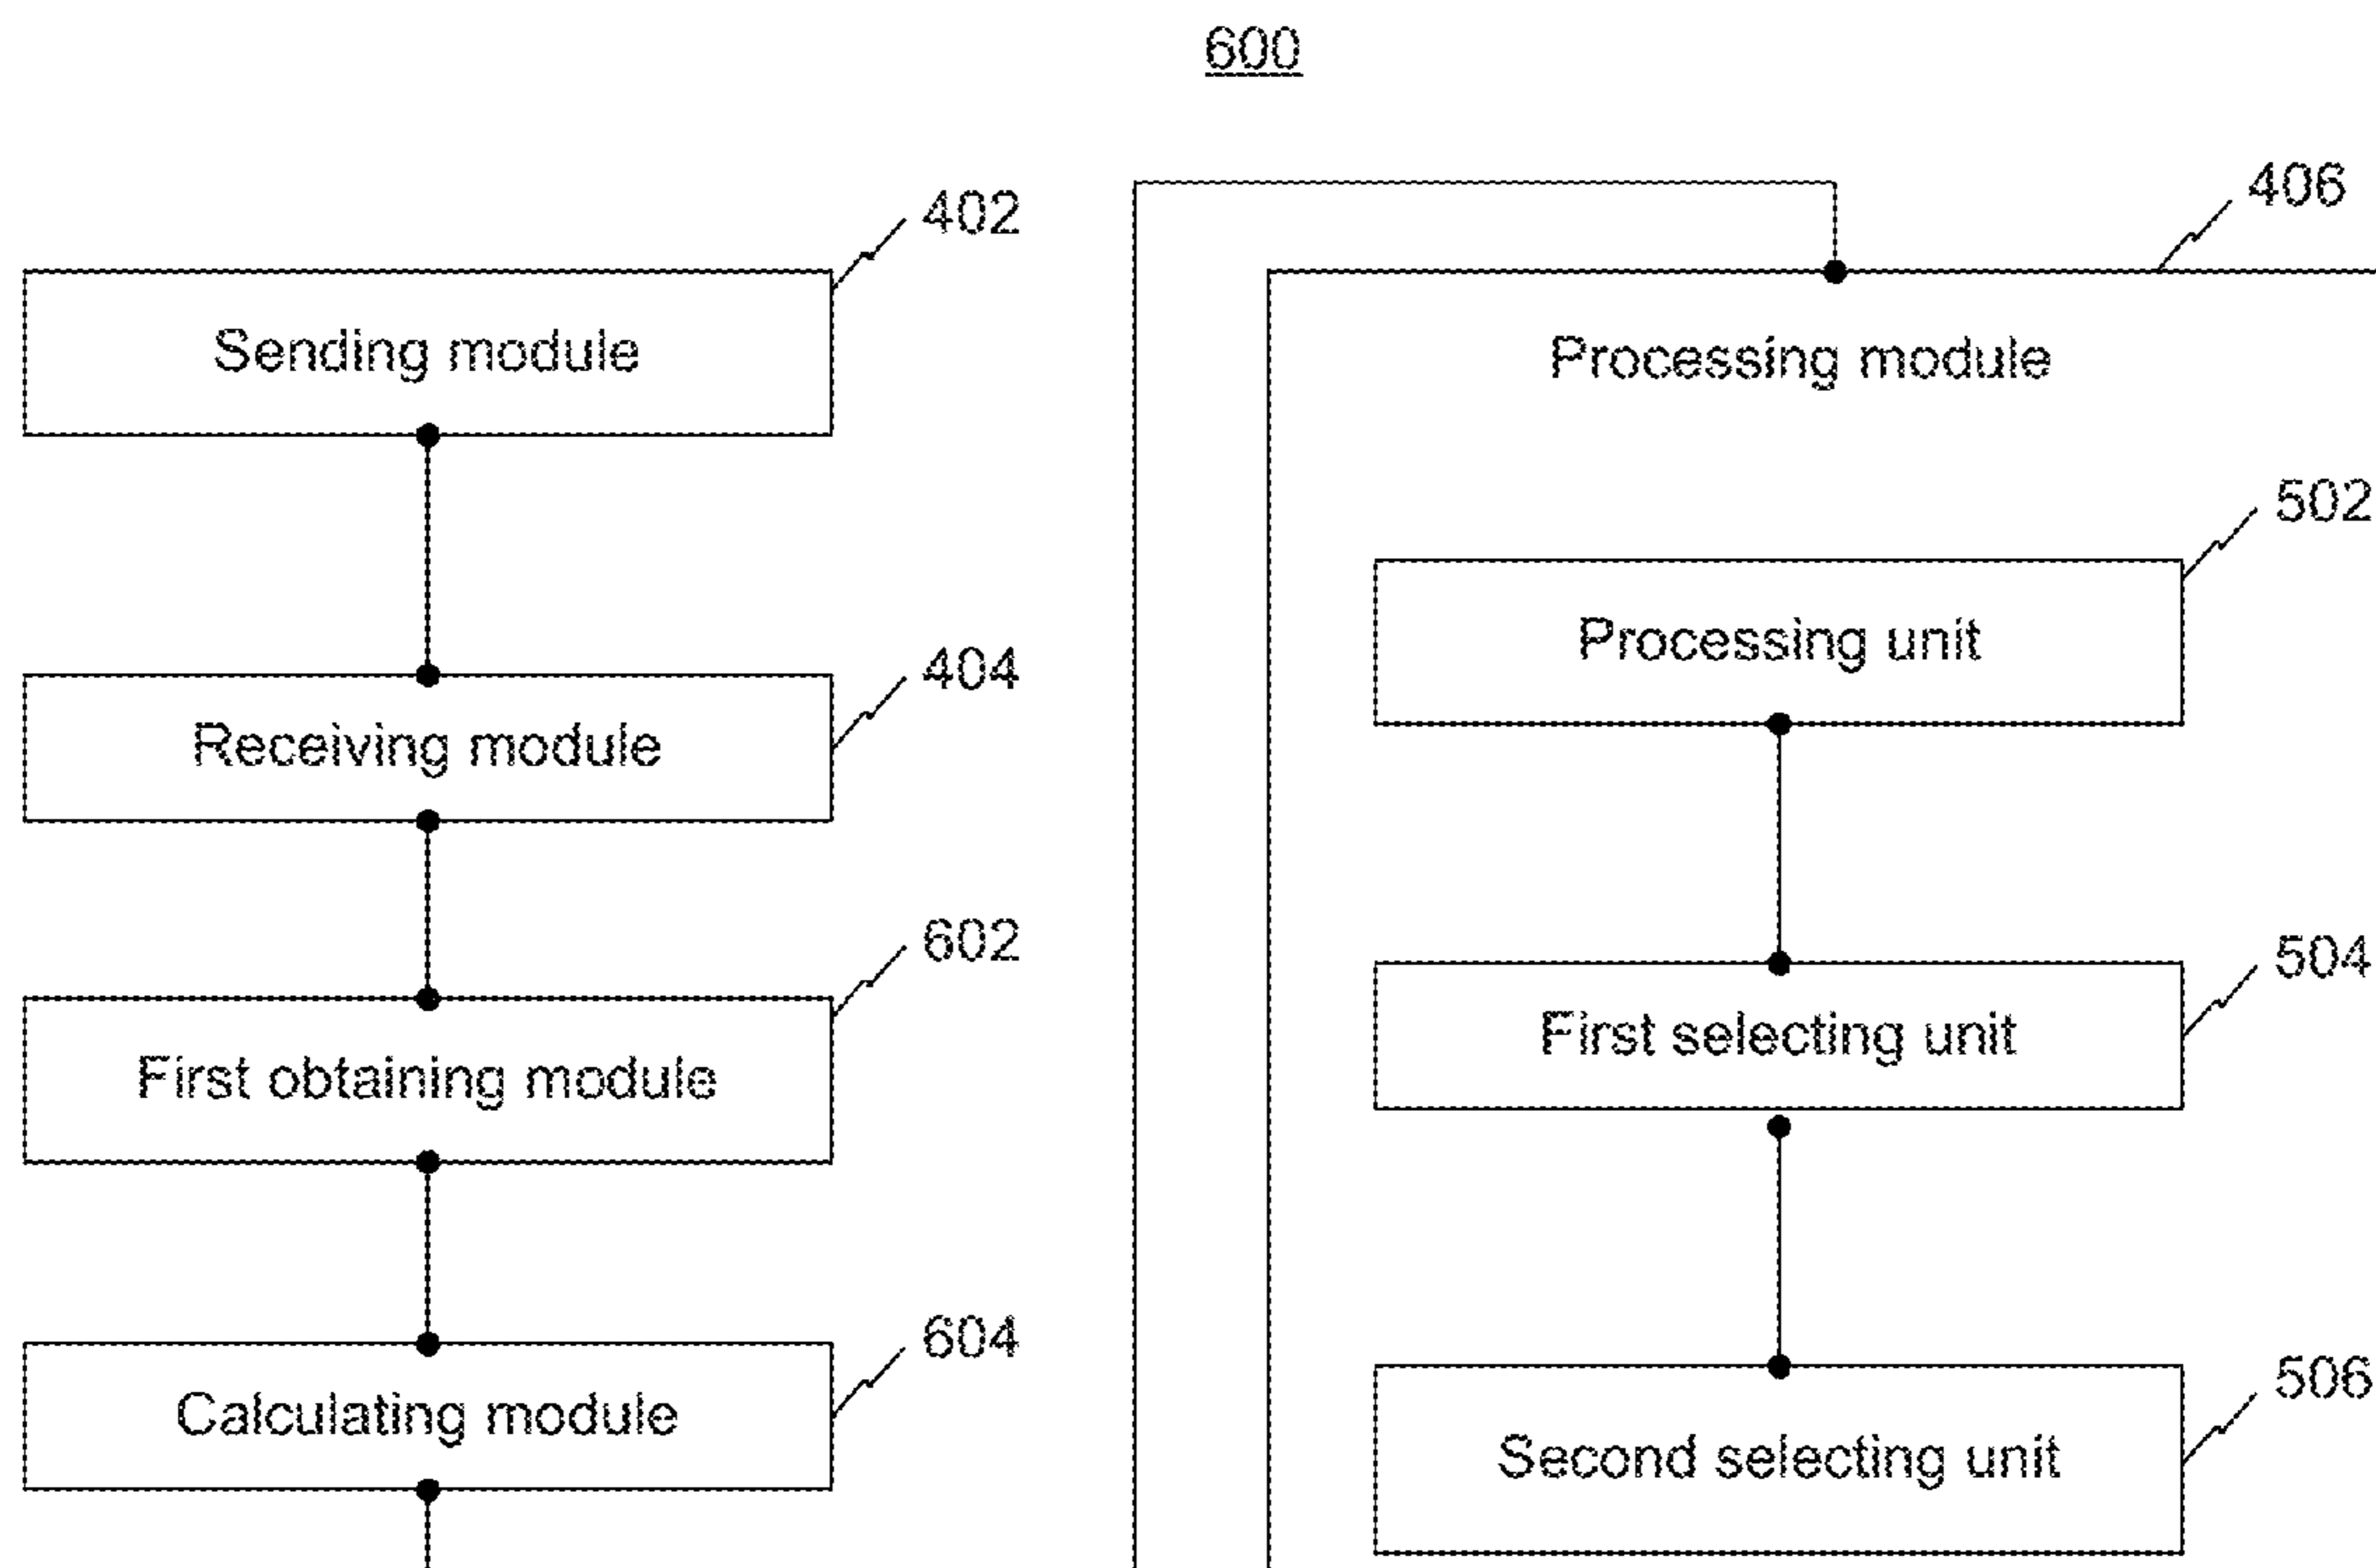 600
402
Sending module
404
Receiving module
602
First obtaining module
604
Calculating module
406
Processing module
502
Processing unit
504
First selecting unit
506
Second selecting unit